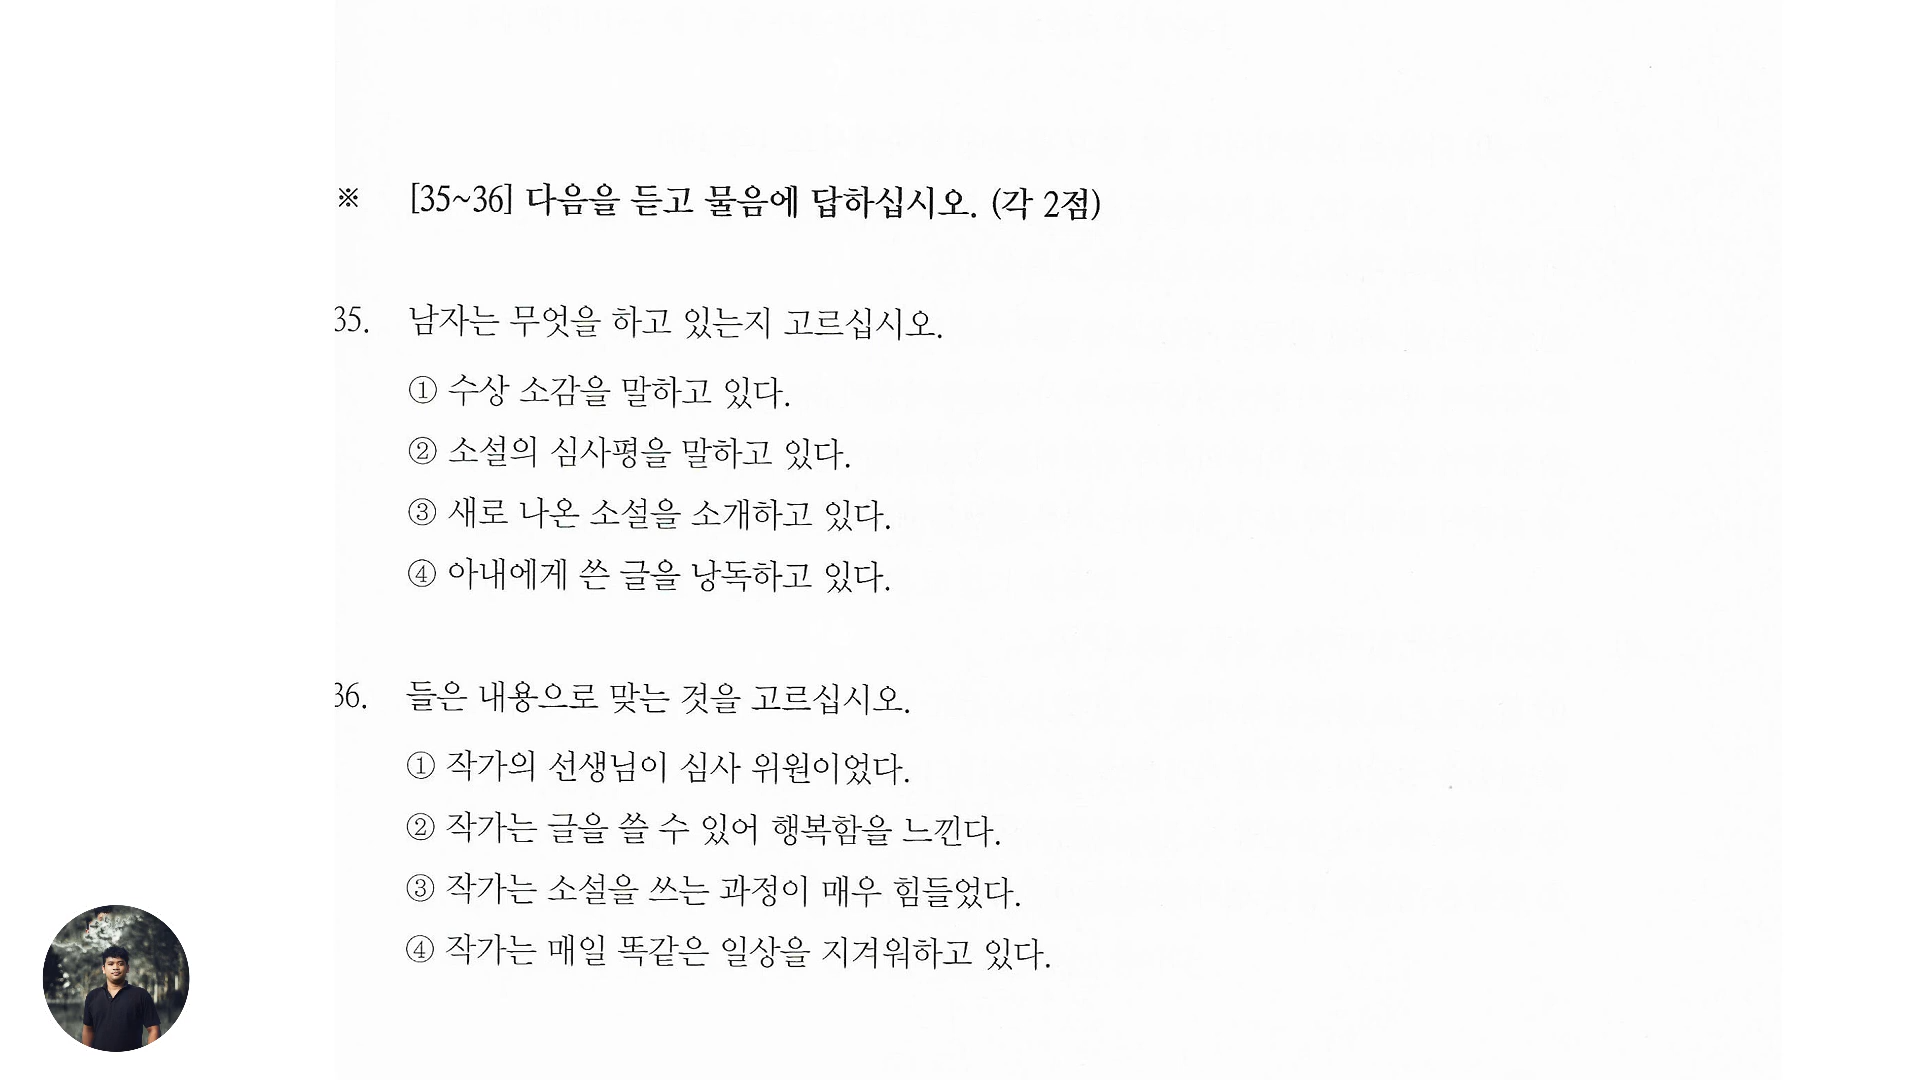 ※ [35~36] 다음을 듣고 물음에 답하십시오. (각 2점)
35. 남자는 무엇을 하고 있는지 고르십시오.
① 수상 소감을 말하고 있다.
② 소설의 심사평을 말하고 있다.
③ 새로 나온 소설을 소개하고 있다.
④ 아내에게 쓴 글을 낭독하고 있다.
36. 들은 내용으로 맞는 것을 고르십시오.
① 작가의 선생님이 심사 위원이었다.
② 작가는 글을 쓸 수 있어 행복함을 느낀다.
③ 작가는 소설을 쓰는 과정이 매우 힘들었다.
④ 작가는 매일 똑같은 일상을 지겨워하고 있다.